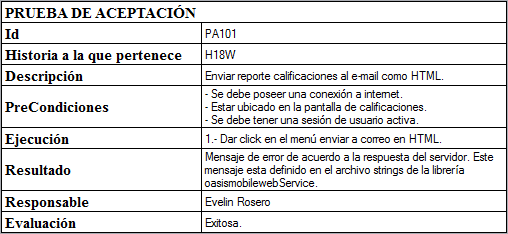 PRUEBA DE ACEPTACIÓN
Id PA101
Historia a la que pertenece H18W
Descripción Enviar reporte calificaciones al e-mail como HTML.
PreCondiciones - Se debe poseer una conexión a internet.
- Estar ubicado en la pantalla de calificaciones.
- Se debe tener una sesión de usuario activa.
Ejecución 1.- Dar click en el menú enviar a correo en HTML.
Resultado Mensaje de error de acuerdo a la respuesta del servidor. Este
mensaje esta definido en el archivo strings de la librería
oasismobilewebService.
Responsable Evelin Rosero
Evaluación Exitosa.